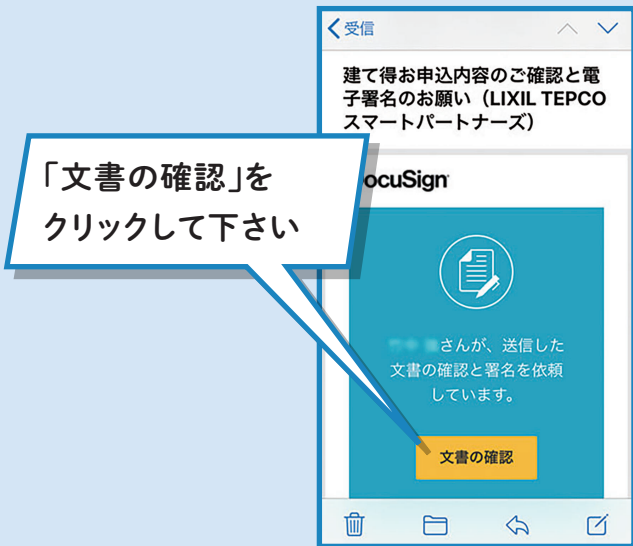 受信
建て得お申込内容のご確認と電
子署名のお願い（LIXIL TEPCO
スマートパートナーズ）
「文書の確認」を
クリックして下さい
ocuSign
さんが、送信した
文書の確認と署名を依頼
しています。
文書の確認